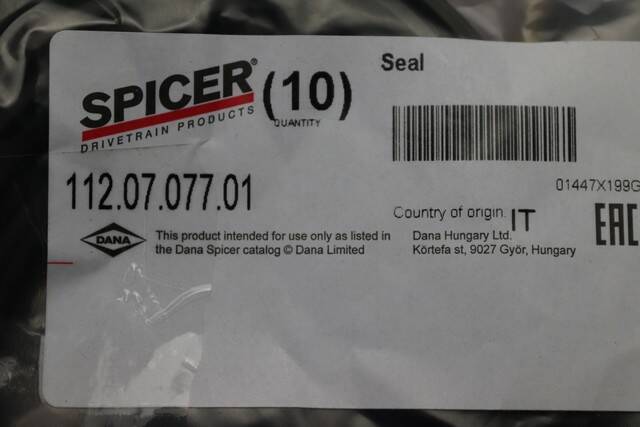 SPICER®
DRIVETRAIN PRODUCTS
(10)
QUANTITY
Seal
112.07.077.01
01447X199G
Country of origin. IT
EAC
DANA
This product intended for use only as listed in
the Dana Spicer catalog © Dana Limited
Dana Hungary Ltd.
Körtefa st, 9027 Győr, Hungary